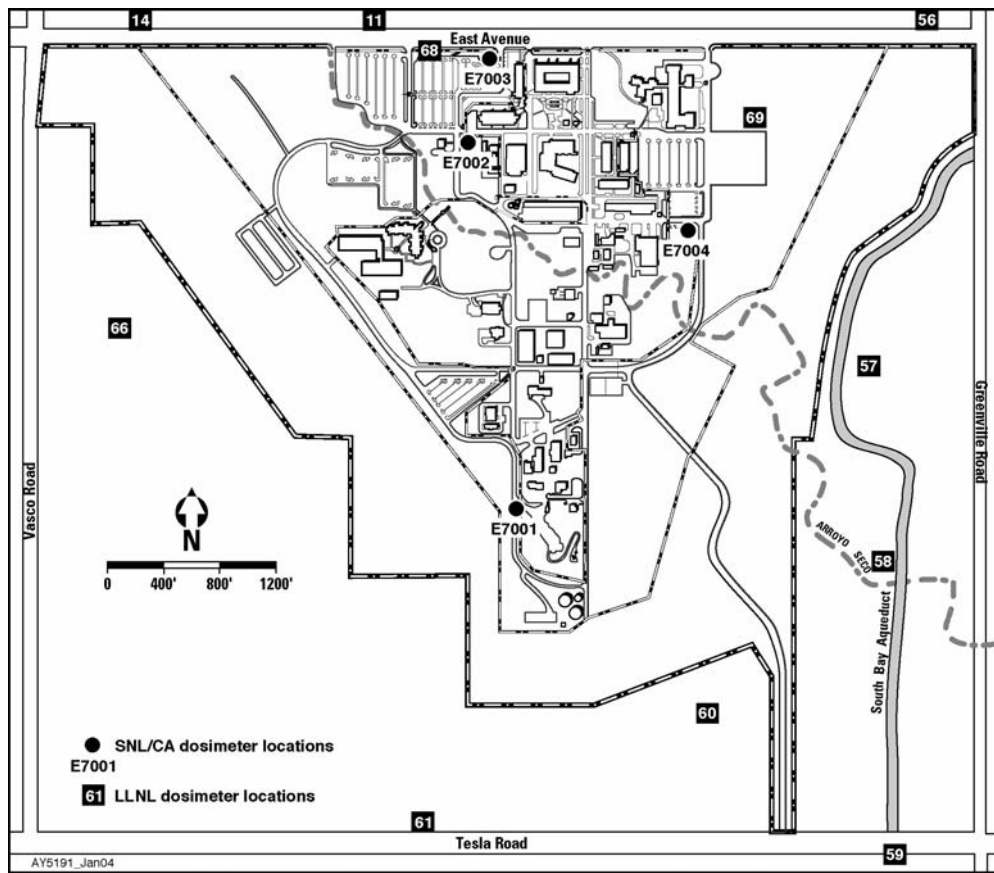 14
11
56
East Avenue
68
E7003
69
E7002
E7004
66
57
Vasco Road
Greenville Road
E7001
N
0 400' 800' 1200'
ARROYO SECO
58
South Bay Aqueduct
60
SNL/CA dosimeter locations
E7001
61 LLNL dosimeter locations
61
Tesla Road
59
AY5191_Jan04